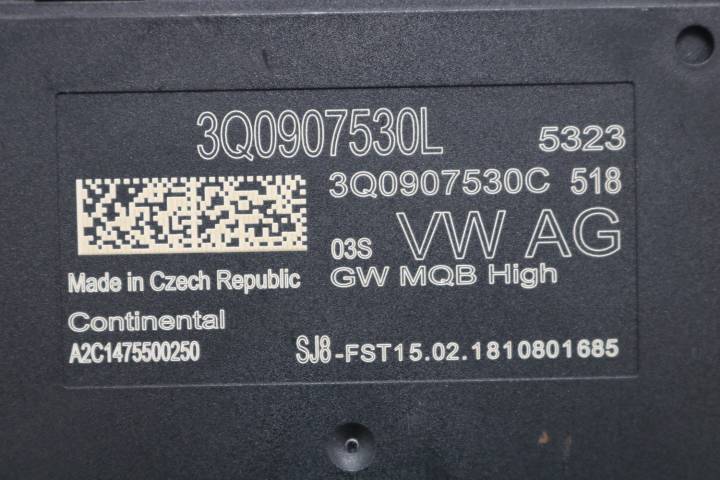 3Q0907530L 5323
3Q0907530C 518
03S VW AG
Made in Czech Republic GW MQB High
Continental
A2C1475500250 SJ8-FST15.02.1810801685